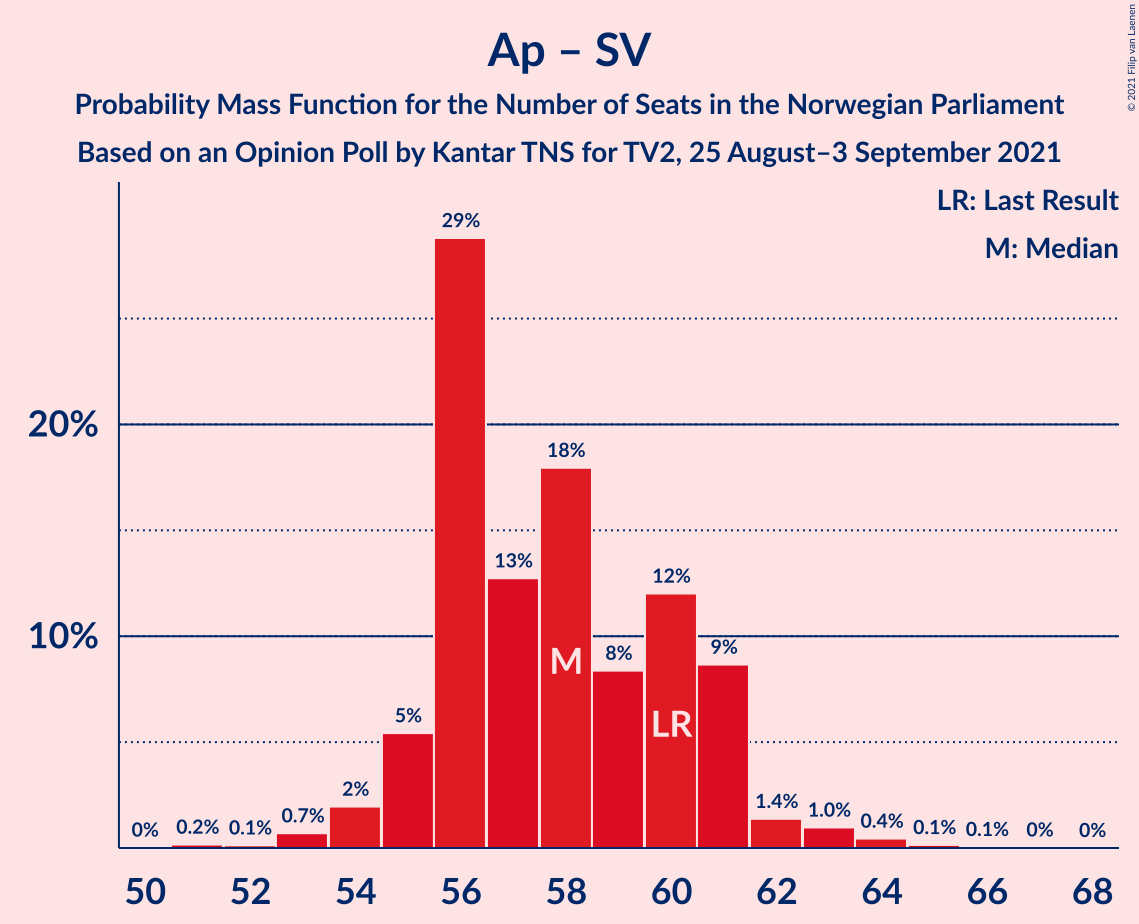 Ap – SV
Probability Mass Function for the Number of Seats in the Norwegian Parliament
Based on an Opinion Poll by Kantar TNS for TV2, 25 August–3 September 2021
© 2021 Filip van Laenen
LR: Last Result
M: Median
20%
10%
0%
0.2%
0.1%
0.7%
2%
5%
29%
13%
18%
8%
12%
9%
1.4%
1.0%
0.4%
0.1%
0.1%
0%
0%
M
LR
50 52 54 56 58 60 62 64 66 68